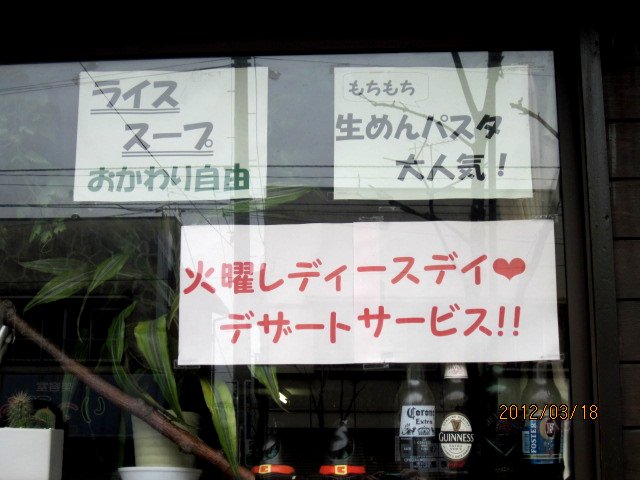 ライス
スープ
おかわり自由
もちもち
生めんパスタ
大人気！
火曜レディースデイ❤
デザートサービス!!
Corona
Extra
GUINNESS
FOSTER'S
2012/03/18